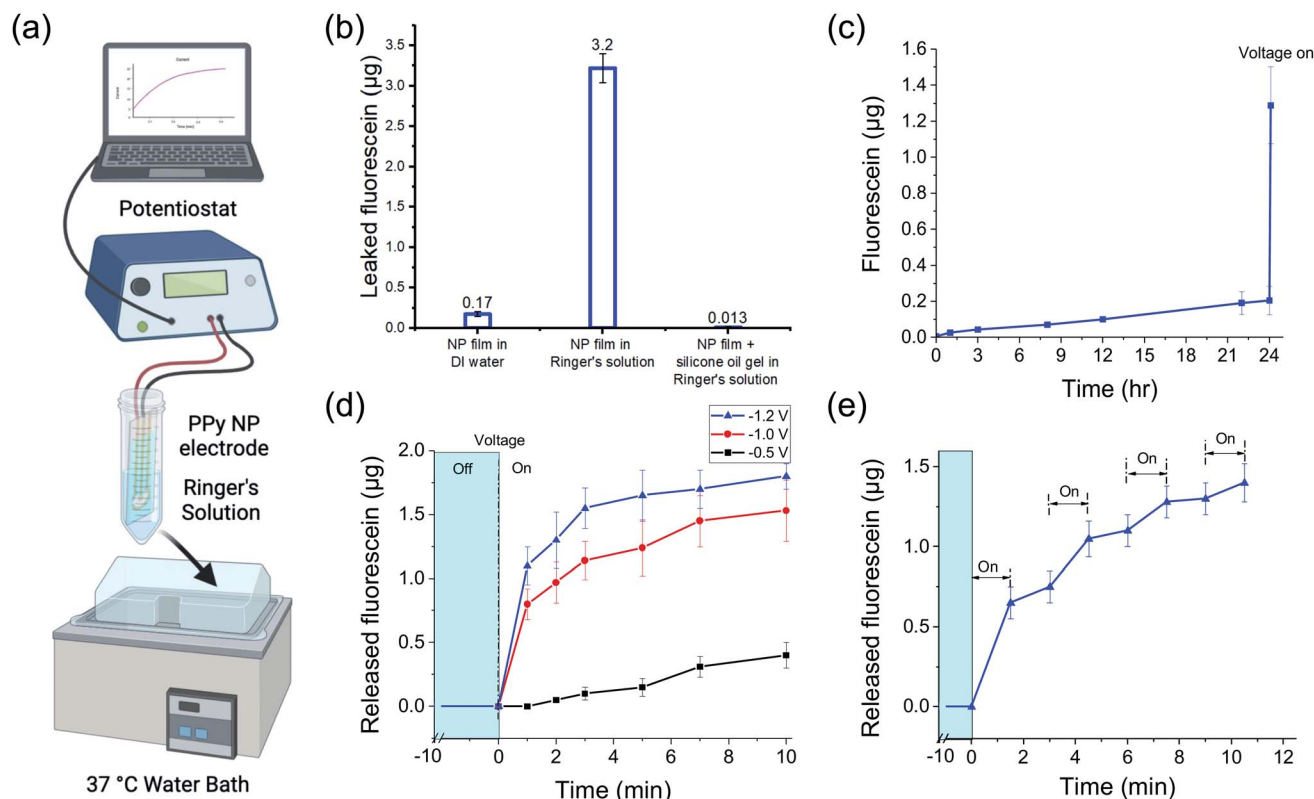 (a)
Current
Current
Time (min)
Potentiostat
PPy NP
electrode
Ringer's
Solution
37 °C Water Bath
(b)
Leaked fluorescein (µg)
3.5
3.0
2.5
2.0
1.5
1.0
0.5
0.0
0.17
3.2
0.013
NP film in
DI water
NP film in
Ringer's solution
NP film +
silicone oil gel in
Ringer's solution
(c)
Fluorescein (µg)
1.6
1.4
1.2
1.0
0.8
0.6
0.4
0.2
0.0
Voltage on
0 3 6 9 12 15 18 21 24
Time (hr)
(d)
Released fluorescein (µg)
2.0
1.5
1.0
0.5
0.0
Voltage
Off On
-1.2 V
-1.0 V
-0.5 V
-10 0 2 4 6 8 10
Time (min)
(e)
Released fluorescein (µg)
1.5
1.0
0.5
0.0
On
On
On
On
-10 0 2 4 6 8 10 12
Time (min)